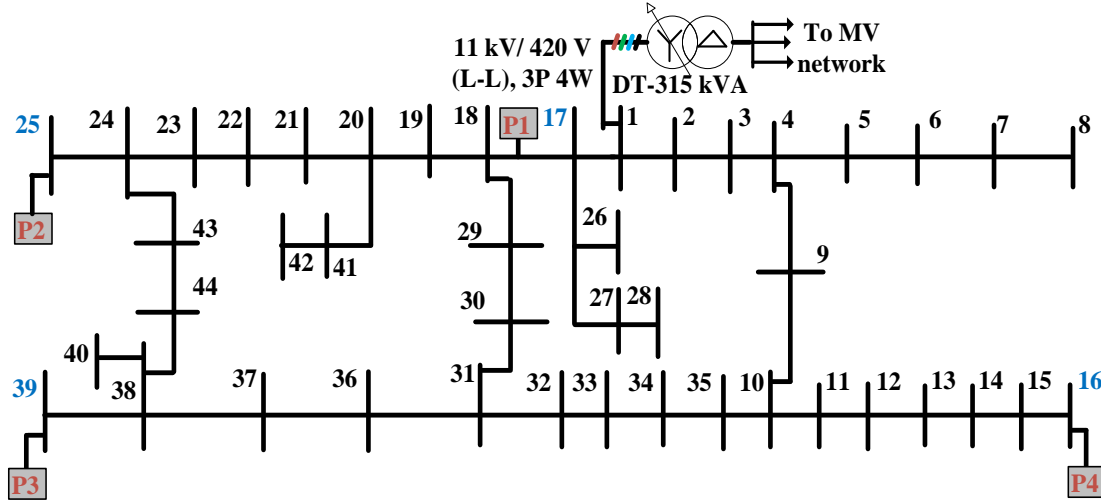 11 kV/ 420 V
(L-L), 3P 4W
DT-315 kVA
To MV
network
25 24 23 22 21 20 19 18 P1 17 1 2 3 4 5 6 7 8
P2
43 42 41 29 26 9
44 30 27 28
40
39 38 37 36 31 32 33 34 35 10 11 12 13 14 15 16
P3 P4